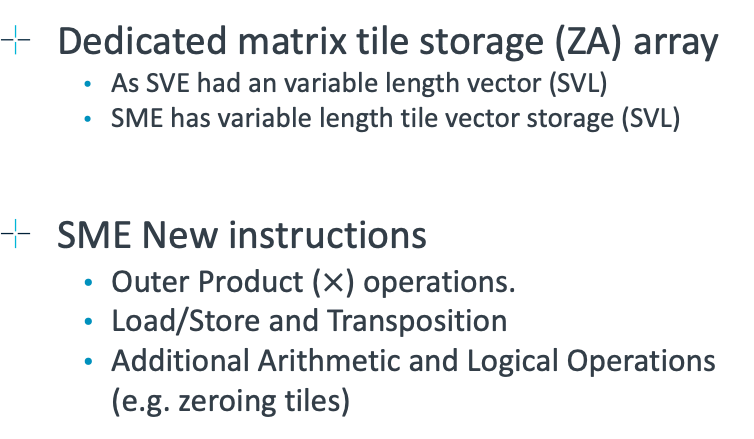 Dedicated matrix tile storage (ZA) array
• As SVE had an variable length vector (SVL)
• SME has variable length tile vector storage (SVL)
SME New instructions
• Outer Product (×) operations.
• Load/Store and Transposition
• Additional Arithmetic and Logical Operations
(e.g. zeroing tiles)